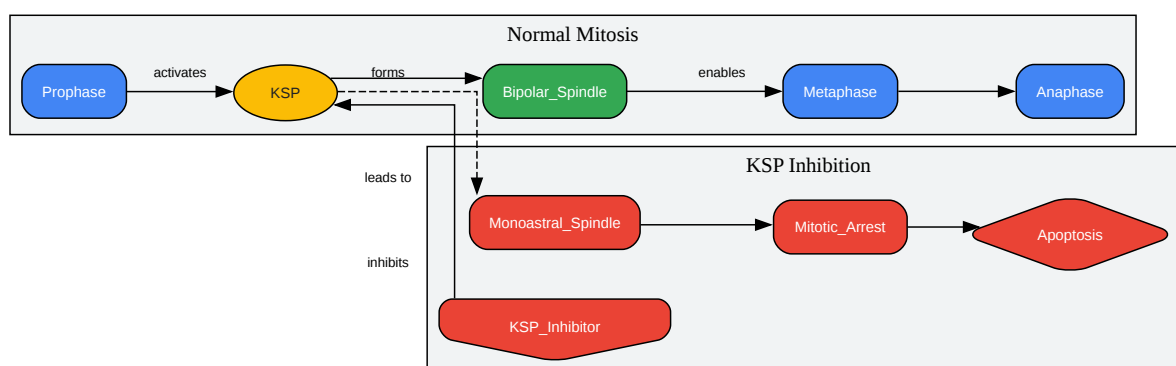 Normal Mitosis
Prophase
activates
KSP
forms
Bipolar_Spindle
enables
Metaphase
Anaphase
KSP Inhibition
leads to
Monoastral_Spindle
Mitotic_Arrest
Apoptosis
inhibits
KSP_Inhibitor